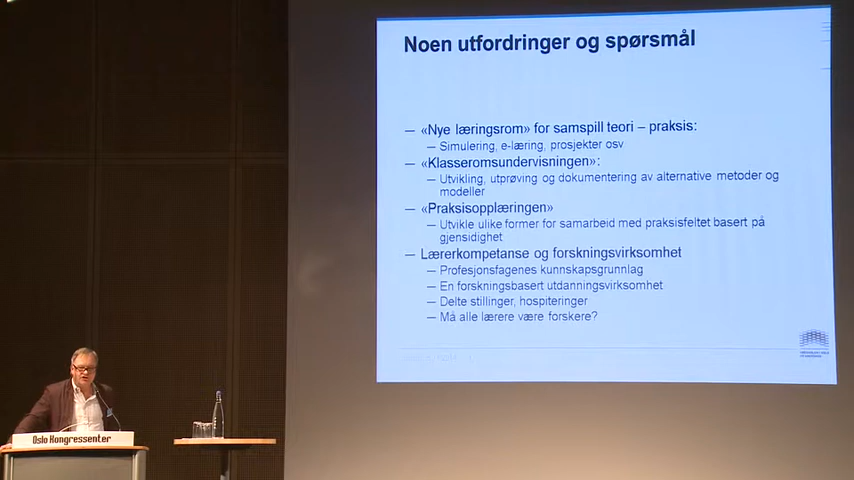 Noen utfordringer og spørsmål
— «Nye læringsrom» for samspill teori – praksis:
— Simulering, e-læring, prosjekter osv
— «Klasseromsundervisningen»:
— Utvikling, utprøving og dokumentering av alternative metoder og
modeller
— «Praksisopplæringen»
— Utvikle ulike former for samarbeid med praksisfeltet basert på
gjensidighet
— Lærerkompetanse og forskningsvirksomhet
— Profesjonsfagenes kunnskapsgrunnlag
— En forskningsbasert utdanningsvirksomhet
— Delte stillinger, hospiteringer
— Må alle lærere være forskere?
Oslo Kongressenter